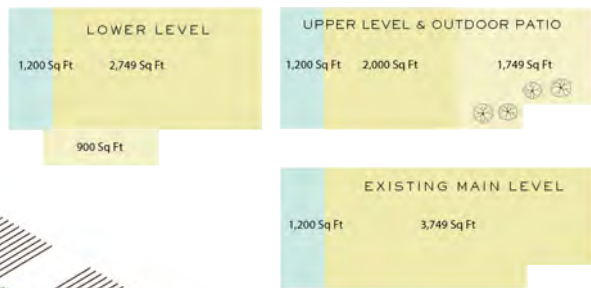 LOWER LEVEL
1,200 Sq Ft 2,749 Sq Ft
900 Sq Ft
UPPER LEVEL & OUTDOOR PATIO
1,200 Sq Ft 2,000 Sq Ft 1,749 Sq Ft
EXISTING MAIN LEVEL
1,200 Sq Ft 3,749 Sq Ft